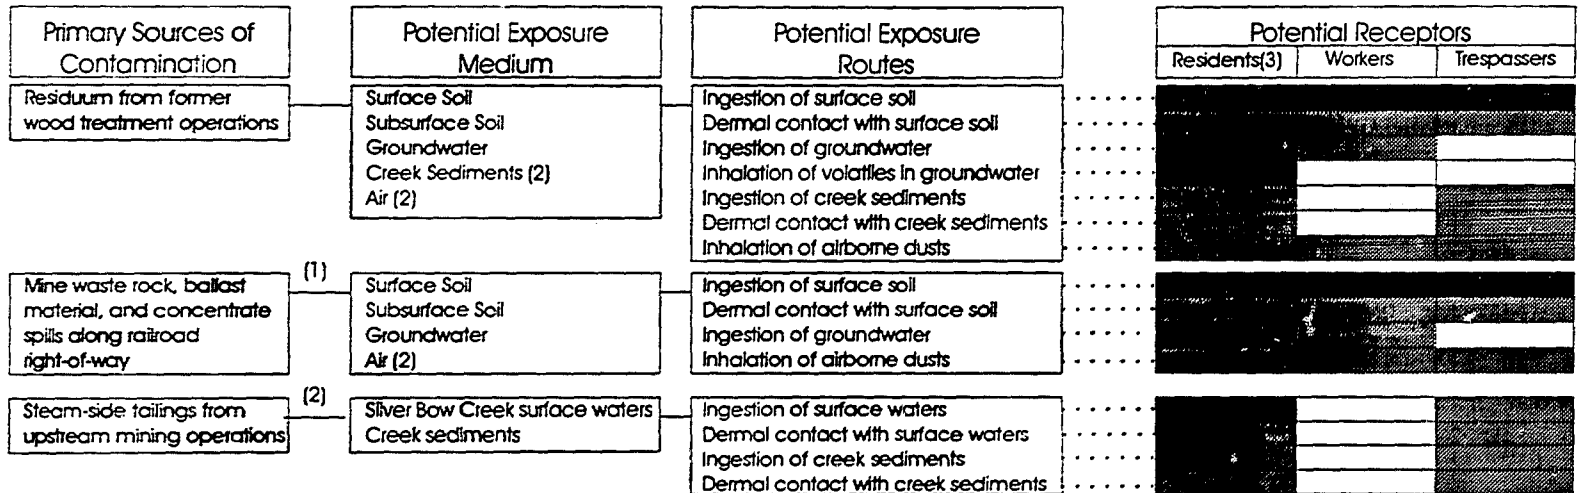 Primary Sources of
Contamination
Potential Exposure
Medium
Potential Exposure
Routes
Potential Receptors
Residents(3)
Workers
Trespassers
Residuum from former
wood treatment operations
Surface Soil
Subsurface Soil
Groundwater
Creek Sediments (2)
Air (2)
Ingestion of surface soil
Dermal contact with surface soil
Ingestion of groundwater
Inhalation of volatiles in groundwater
Ingestion of creek sediments
Dermal contact with creek sediments
Inhalation of airborne dusts
Mine waste rock, ballast
material, and concentrate
spills along railroad
right-of-way
(1)
Surface Soil
Subsurface Soil
Groundwater
Air (2)
Ingestion of surface soil
Dermal contact with surface soil
Ingestion of groundwater
Inhalation of airborne dusts
Steam-side tailings from
upstream mining operations
(2)
Silver Bow Creek surface waters
Creek sediments
Ingestion of surface waters
Dermal contact with surface waters
Ingestion of creek sediments
Dermal contact with creek sediments